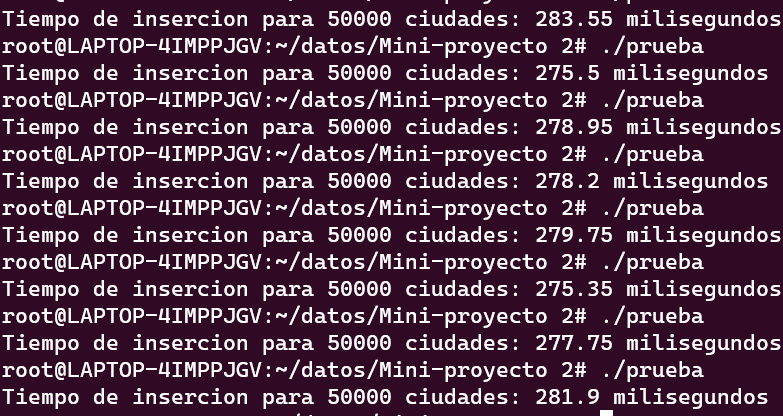 Tiempo de insercion para 50000 ciudades: 283.55 milisegundos
root@LAPTOP-4IMPPJGV:~/datos/Mini-proyecto 2# ./prueba
Tiempo de insercion para 50000 ciudades: 275.5 milisegundos
root@LAPTOP-4IMPPJGV:~/datos/Mini-proyecto 2# ./prueba
Tiempo de insercion para 50000 ciudades: 278.95 milisegundos
root@LAPTOP-4IMPPJGV:~/datos/Mini-proyecto 2# ./prueba
Tiempo de insercion para 50000 ciudades: 278.2 milisegundos
root@LAPTOP-4IMPPJGV:~/datos/Mini-proyecto 2# ./prueba
Tiempo de insercion para 50000 ciudades: 279.75 milisegundos
root@LAPTOP-4IMPPJGV:~/datos/Mini-proyecto 2# ./prueba
Tiempo de insercion para 50000 ciudades: 275.35 milisegundos
root@LAPTOP-4IMPPJGV:~/datos/Mini-proyecto 2# ./prueba
Tiempo de insercion para 50000 ciudades: 277.75 milisegundos
root@LAPTOP-4IMPPJGV:~/datos/Mini-proyecto 2# ./prueba
Tiempo de insercion para 50000 ciudades: 281.9 milisegundos